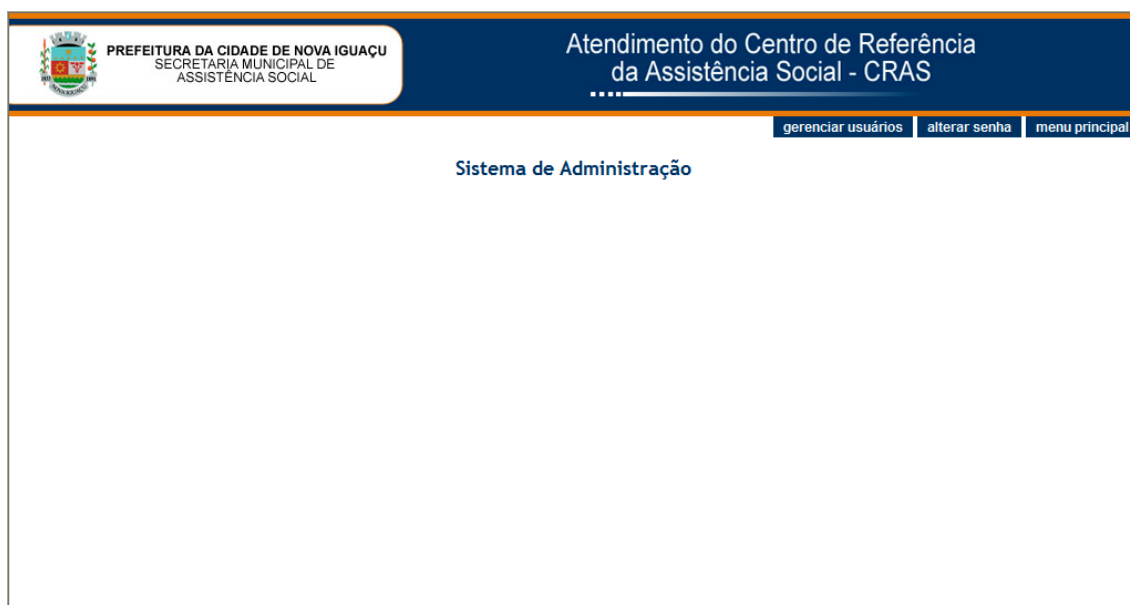 PREFEITURA DA CIDADE DE NOVA IGUAÇU
SECRETARIA MUNICIPAL DE
ASSISTÊNCIA SOCIAL
Atendimento do Centro de Referência
da Assistência Social - CRAS
gerenciar usuários alterar senha menu principal
Sistema de Administração